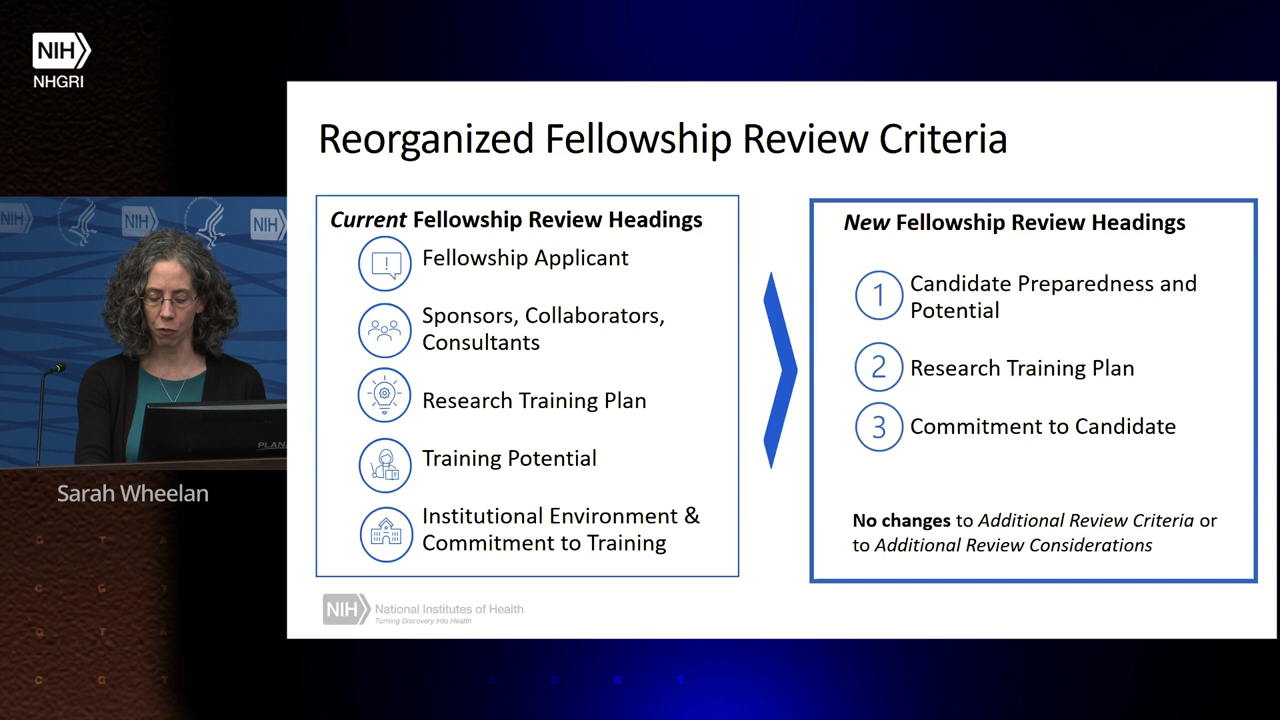 NIH
NHGRI
Reorganized Fellowship Review Criteria
Current Fellowship Review Headings
Fellowship Applicant
Sponsors, Collaborators,
Consultants
Research Training Plan
Training Potential
Institutional Environment &
Commitment to Training
New Fellowship Review Headings
1
Candidate Preparedness and
Potential
2
Research Training Plan
3
Commitment to Candidate
No changes to Additional Review Criteria or
to Additional Review Considerations
NIH
National Institutes of Health
Turning Discovery Into Health
NIH
NIH
NIH
Sarah Wheelan